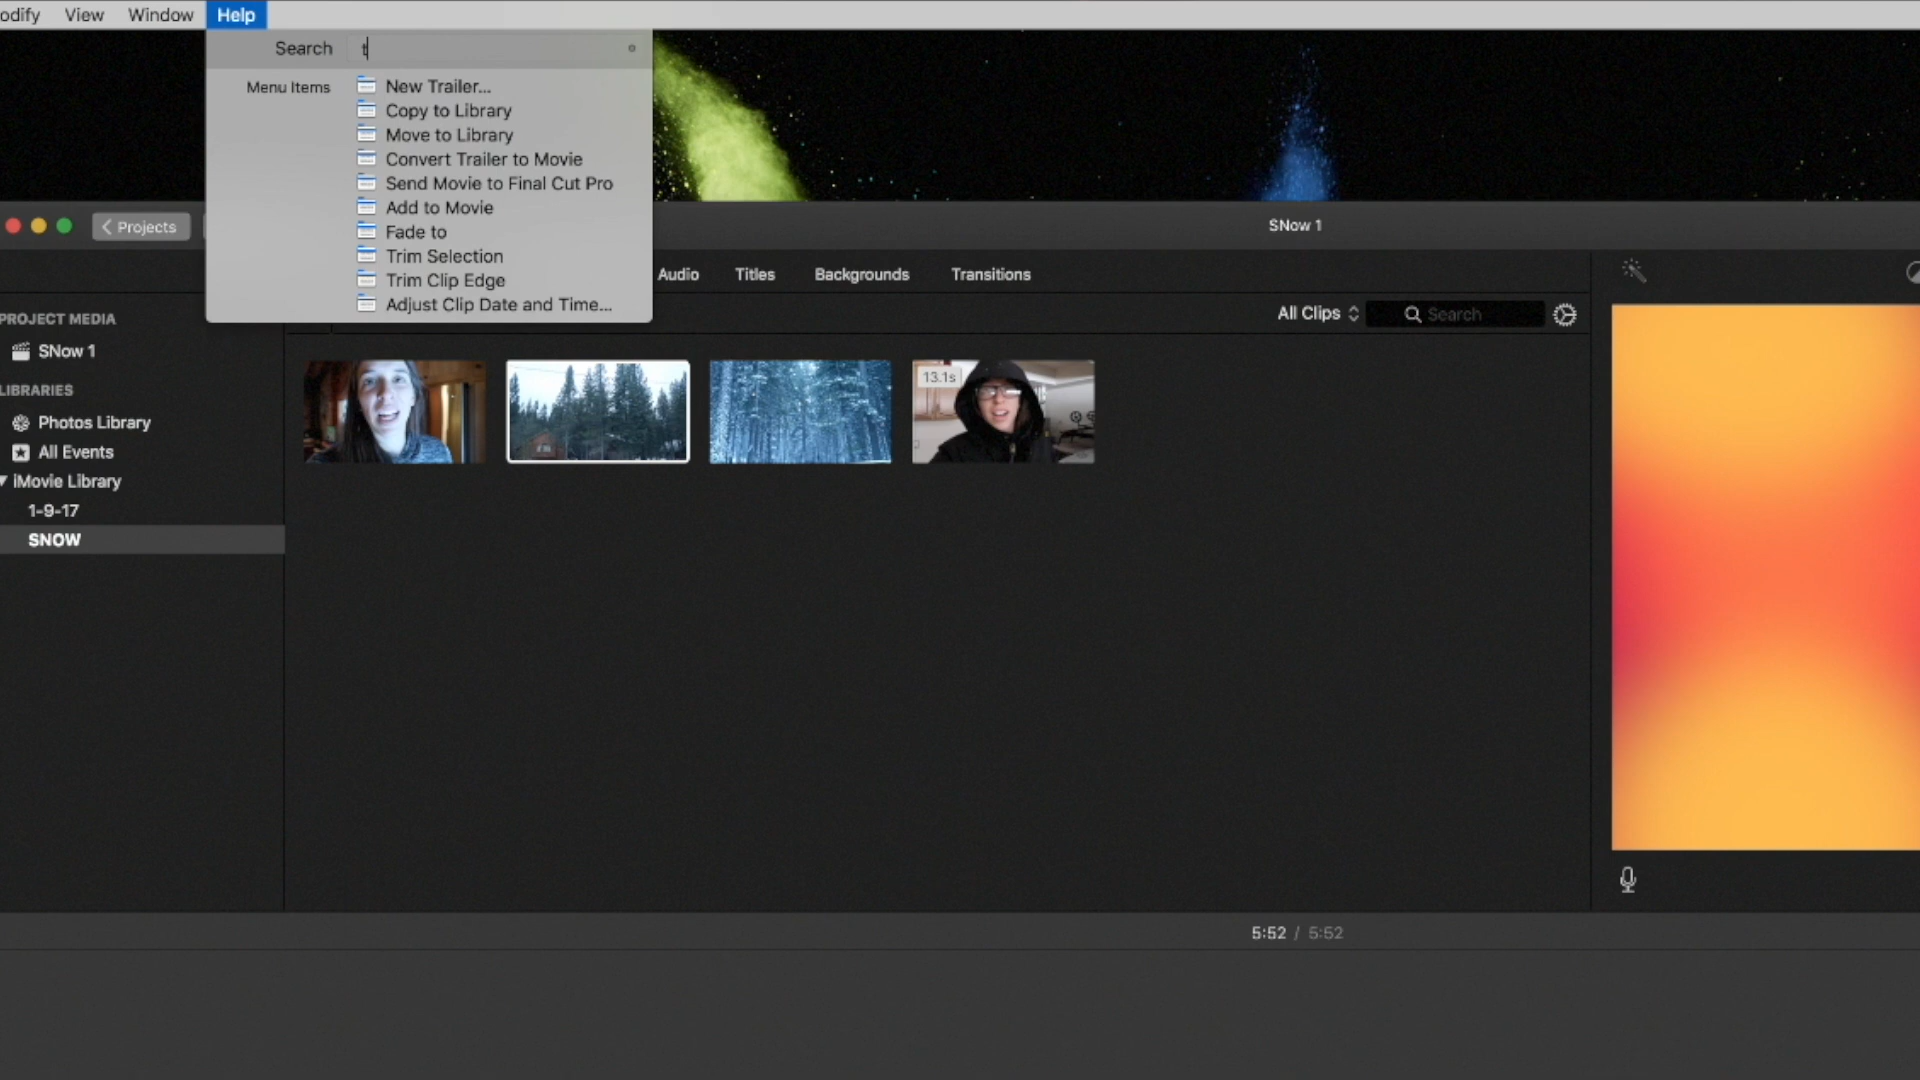 odify View Window Help
Search t
Menu Items New Trailer...
Copy to Library
Move to Library
Convert Trailer to Movie
Send Movie to Final Cut Pro
Add to Movie
Fade to
Trim Selection
Trim Clip Edge
Adjust Clip Date and Time...
Projects SNow 1
Audio Titles Backgrounds Transitions
All Clips Search
PROJECT MEDIA
SNow 1
LIBRARIES
Photos Library
All Events
iMovie Library
1-9-17
SNOW
13.1s
5:52 / 5:52